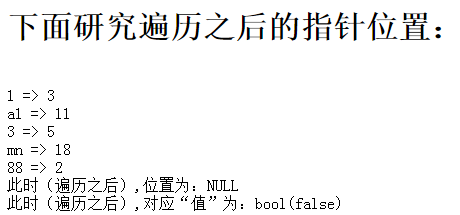 下面研究遍历之后的指针位置：
1 => 3
a1 => 11
3 => 5
mn => 18
88 => 2
此时（遍历之后）,位置为：NULL
此时（遍历之后）,对应“值”为：bool(false)